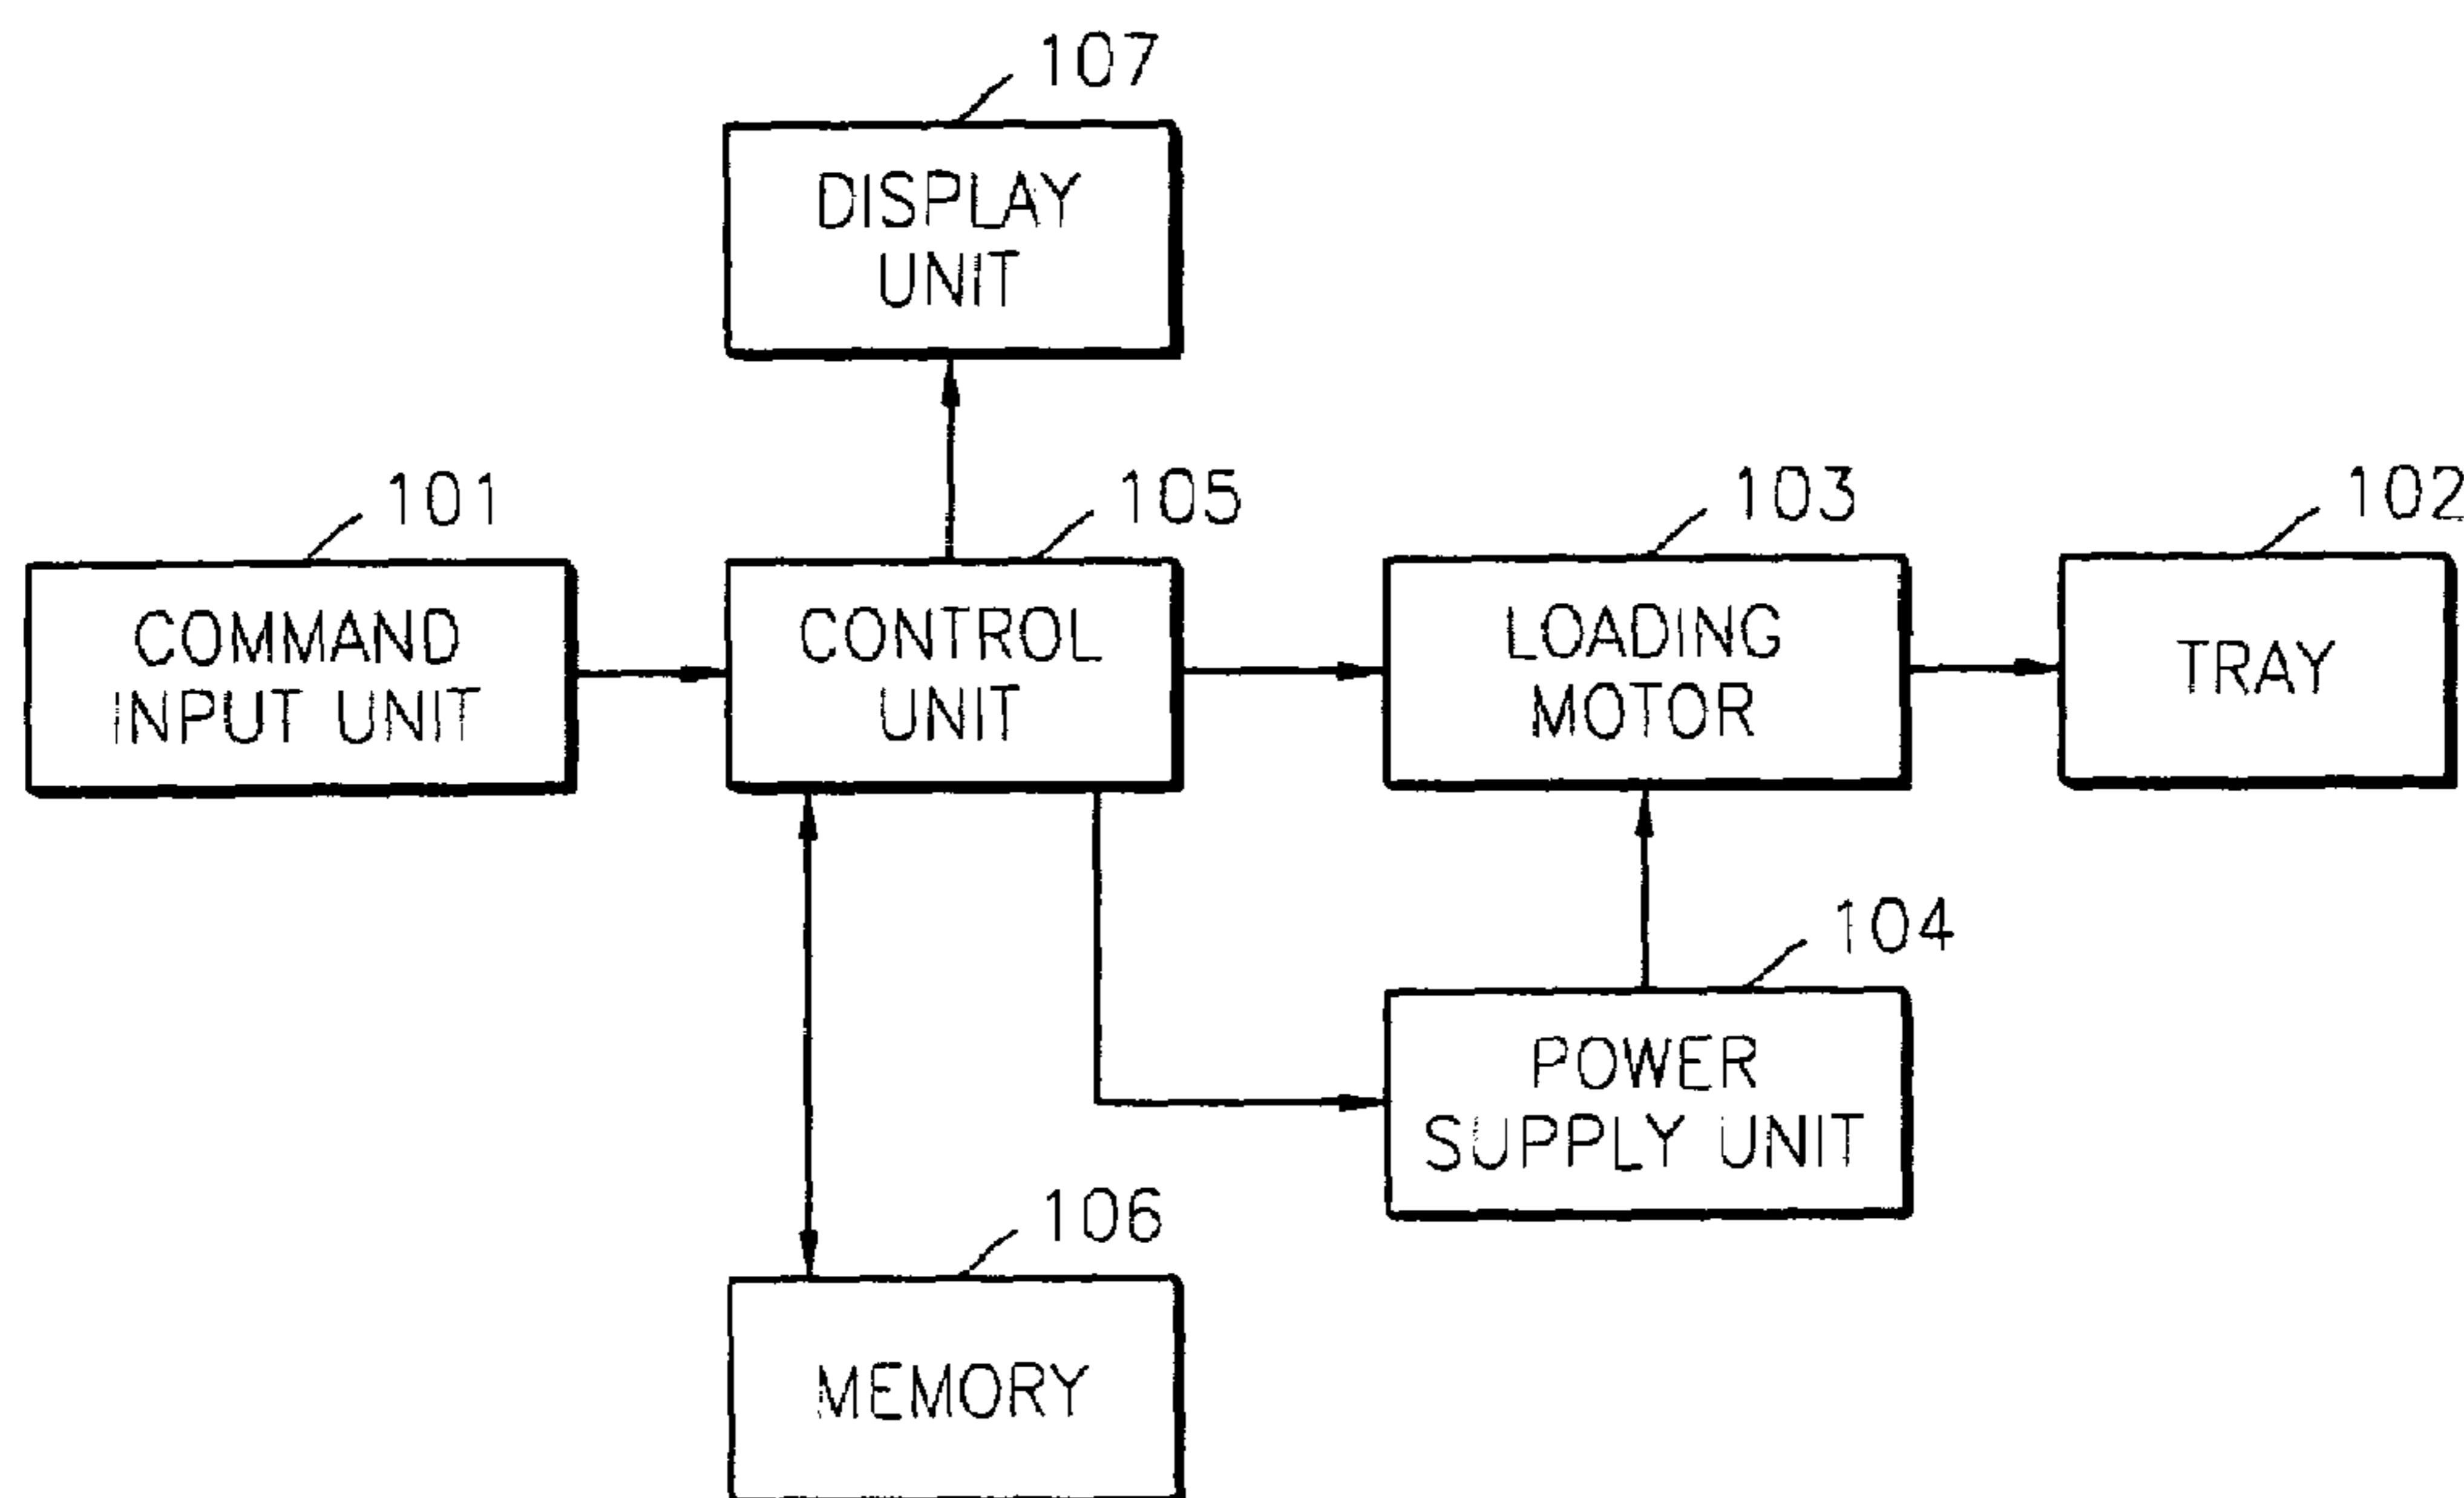 107
DISPLAY
UNIT
101
COMMAND
INPUT UNIT
105
CONTROL
UNIT
103
LOADING
MOTOR
102
TRAY
104
POWER
SUPPLY UNIT
106
MEMORY